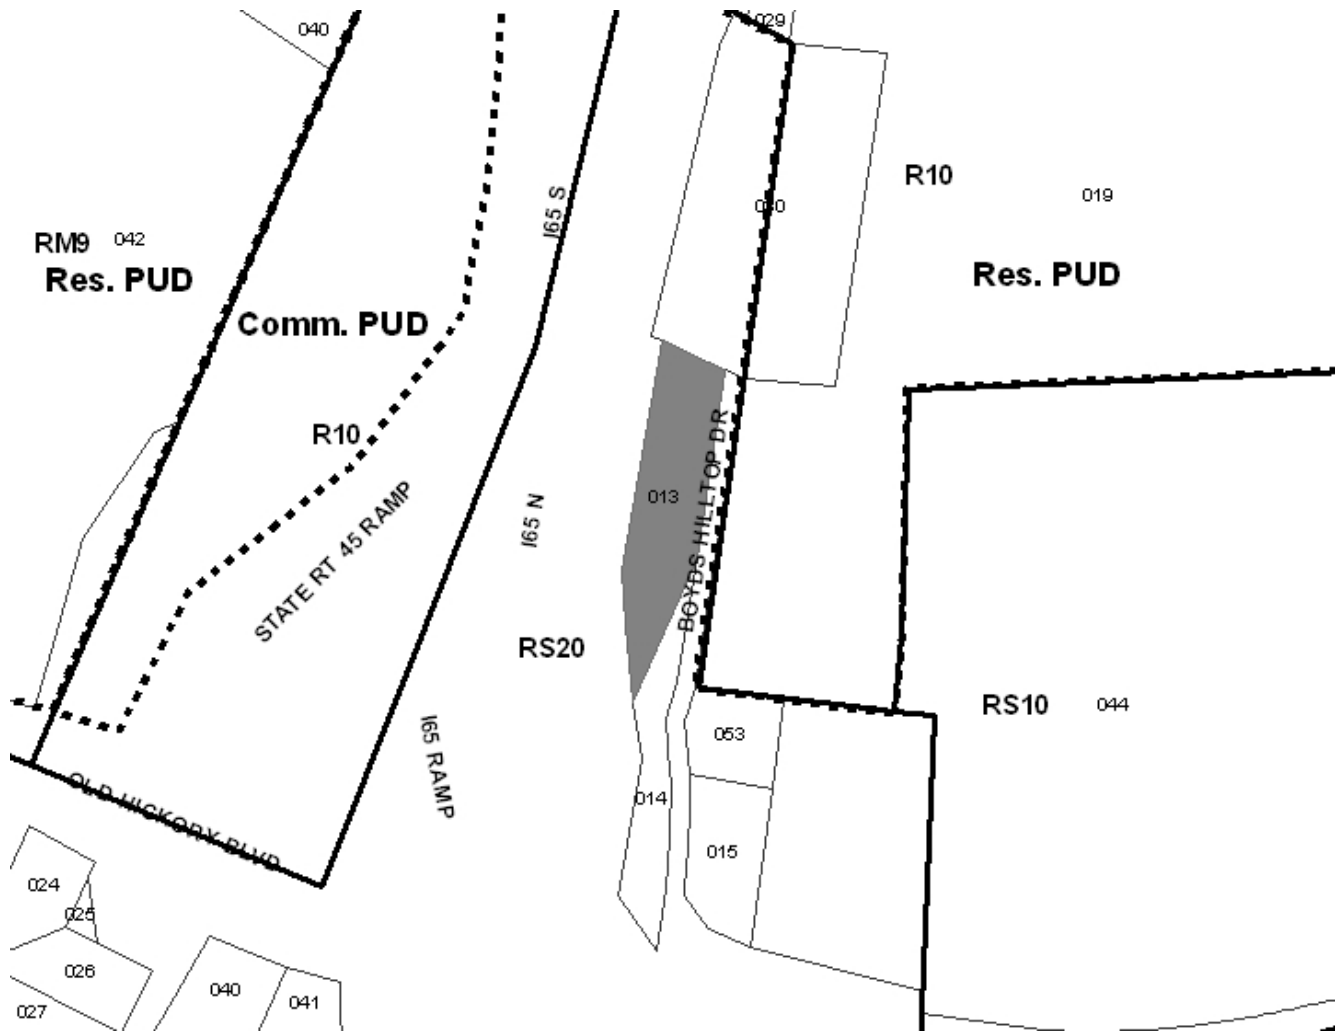 029
040
R10
019
I65 S
RM9
042
Res. PUD
Res. PUD
Comm. PUD
R10
013
BOYDS HILLTOP DR
I65 N
STATE RT 45 RAMP
RS20
RS10
044
053
I65 RAMP
014
OLD HICKORY BLVD
015
024
025
026
040
041
027